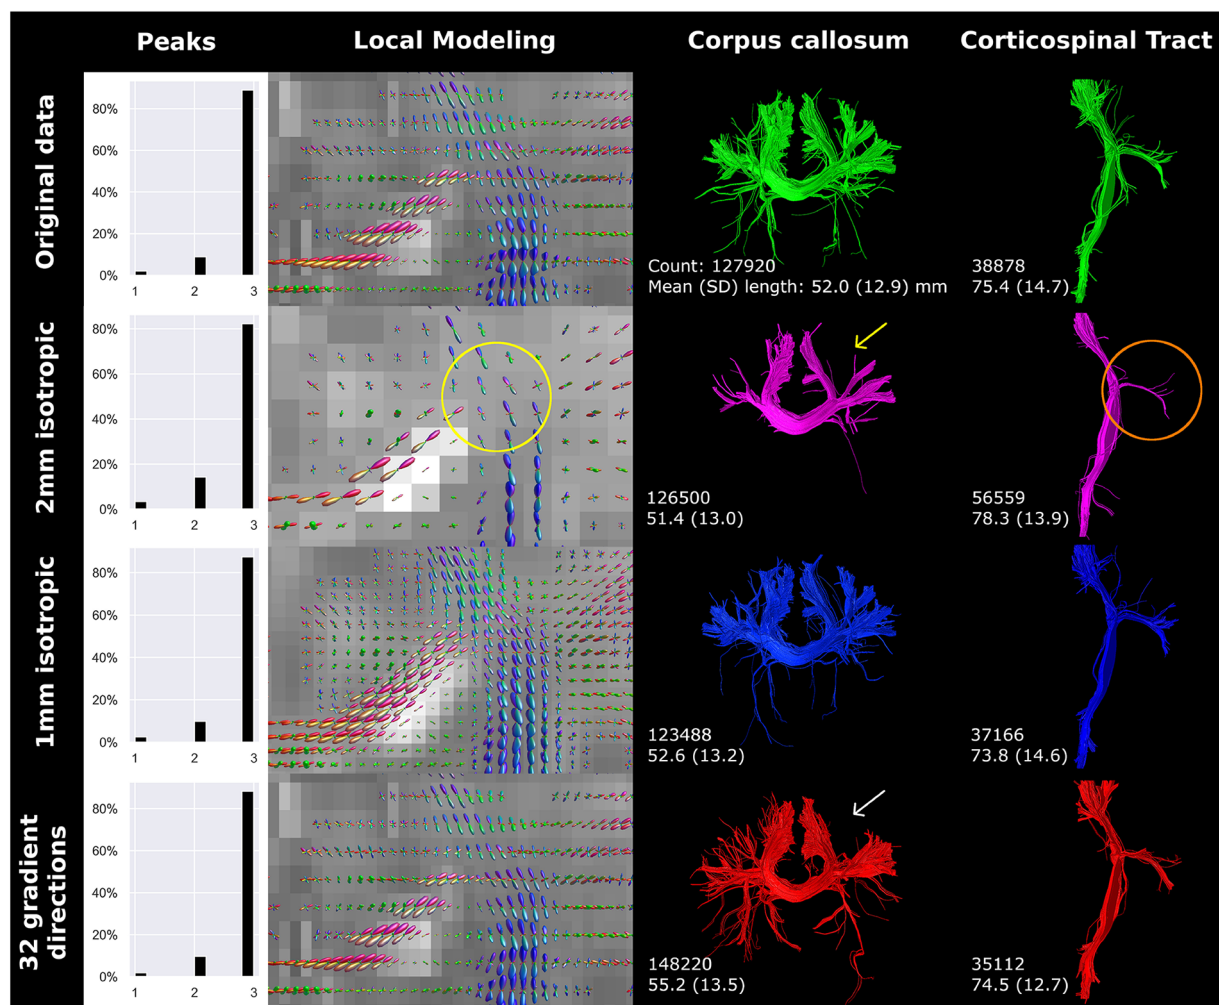 Peaks
Local Modeling
Corpus callosum
Corticospinal Tract
Original data
80%
60%
40%
20%
0%
1 2 3
Count: 127920
Mean (SD) length: 52.0 (12.9) mm
38878
75.4 (14.7)
2mm isotropic
80%
60%
40%
20%
0%
1 2 3
126500
51.4 (13.0)
56559
78.3 (13.9)
1mm isotropic
80%
60%
40%
20%
0%
1 2 3
123488
52.6 (13.2)
37166
73.8 (14.6)
32 gradient
directions
80%
60%
40%
20%
0%
1 2 3
148220
55.2 (13.5)
35112
74.5 (12.7)